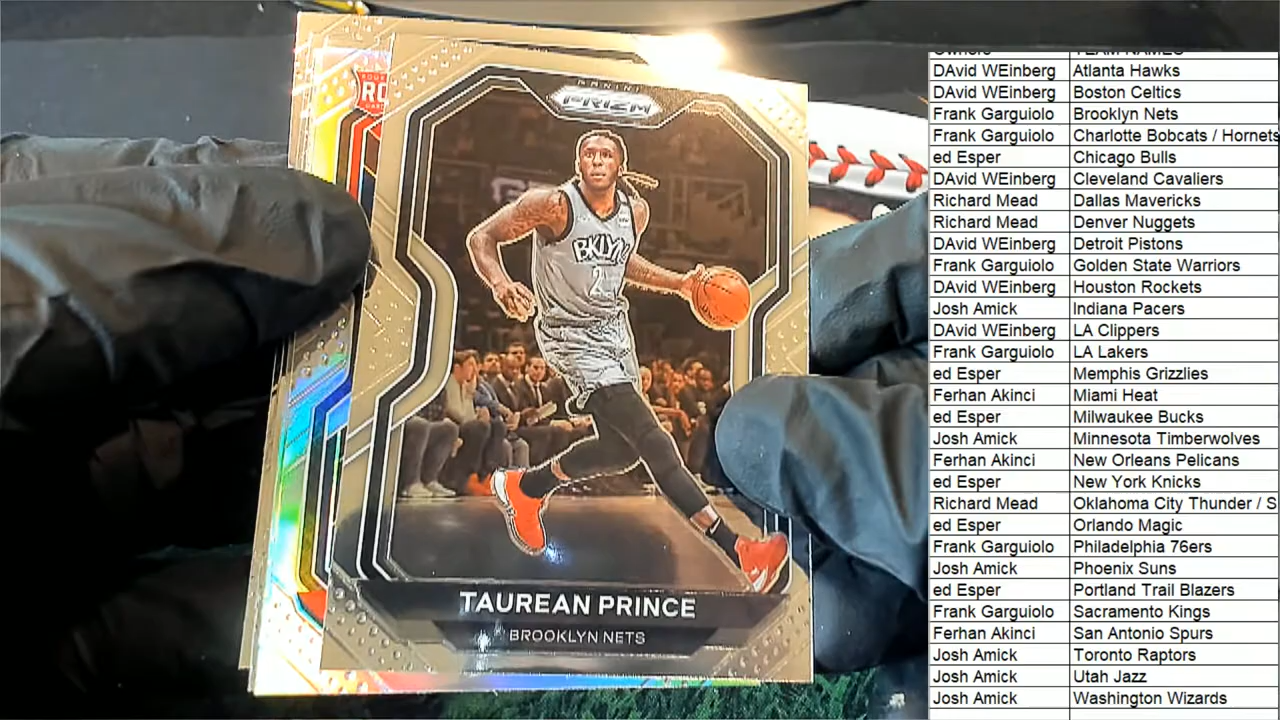 PANINI
PRIZM
RC
BKLYN
2
TAUREAN PRINCE
BROOKLYN NETS
DAvid WEinberg Atlanta Hawks
DAvid WEinberg Boston Celtics
Frank Garguiolo Brooklyn Nets
Frank Garguiolo Charlotte Bobcats / Hornets
ed Esper Chicago Bulls
DAvid WEinberg Cleveland Cavaliers
Richard Mead Dallas Mavericks
Richard Mead Denver Nuggets
DAvid WEinberg Detroit Pistons
Frank Garguiolo Golden State Warriors
DAvid WEinberg Houston Rockets
Josh Amick Indiana Pacers
DAvid WEinberg LA Clippers
Frank Garguiolo LA Lakers
ed Esper Memphis Grizzlies
Ferhan Akinci Miami Heat
ed Esper Milwaukee Bucks
Josh Amick Minnesota Timberwolves
Ferhan Akinci New Orleans Pelicans
ed Esper New York Knicks
Richard Mead Oklahoma City Thunder / S
ed Esper Orlando Magic
Frank Garguiolo Philadelphia 76ers
Josh Amick Phoenix Suns
ed Esper Portland Trail Blazers
Frank Garguiolo Sacramento Kings
Ferhan Akinci San Antonio Spurs
Josh Amick Toronto Raptors
Josh Amick Utah Jazz
Josh Amick Washington Wizards